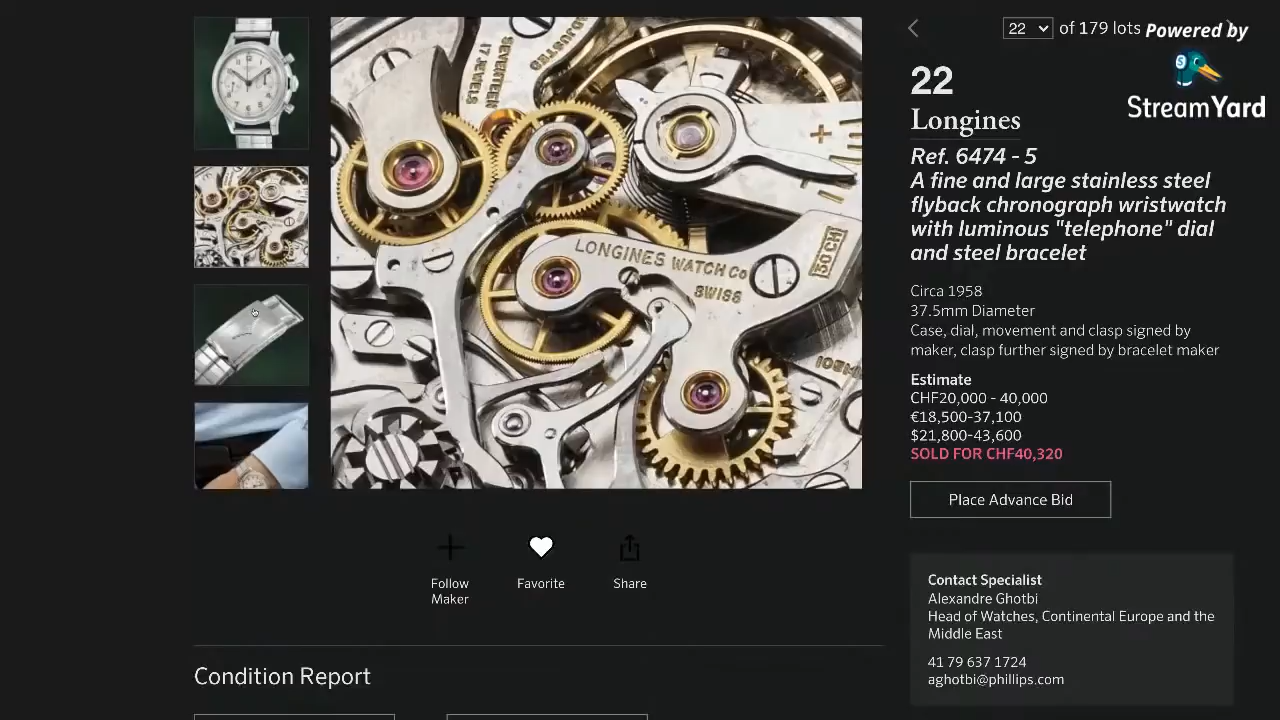 22 of 179 lots
Powered by
StreamYard
22
Longines
Ref. 6474 - 5
A fine and large stainless steel
flyback chronograph wristwatch
with luminous "telephone" dial
and steel bracelet
Circa 1958
37.5mm Diameter
Case, dial, movement and clasp signed by
maker, clasp further signed by bracelet maker
Estimate
CHF20,000 - 40,000
€18,500-37,100
$21,800-43,600
SOLD FOR CHF40,320
Place Advance Bid
Contact Specialist
Alexandre Ghotbi
Head of Watches, Continental Europe and the
Middle East
41 79 637 1724
aghotbi@phillips.com
ADJUSTED
SEVENTEEN
17 JEWELS
LONGINES WATCH Co
SWISS
30CH
Follow
Maker
Favorite
Share
Condition Report